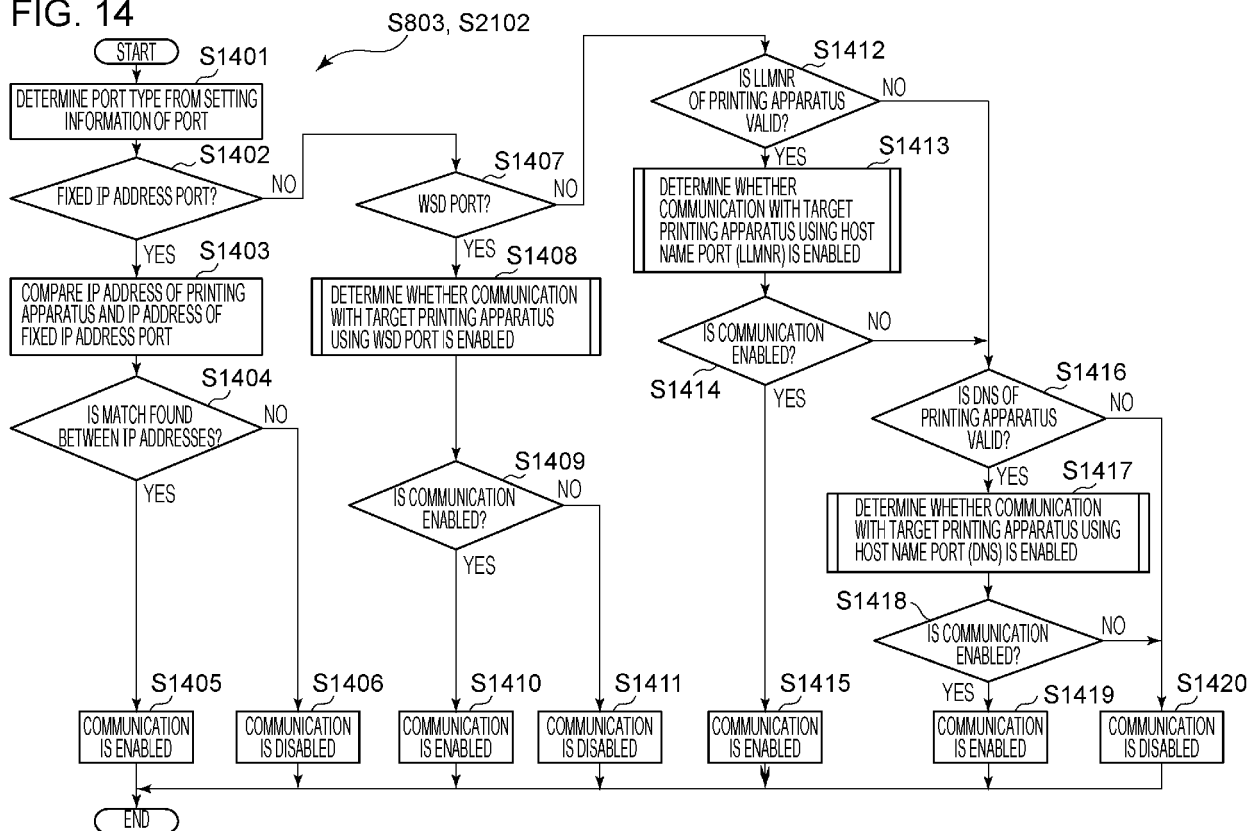 FIG. 14
S803, S2102
START
S1401
DETERMINE PORT TYPE FROM SETTING
INFORMATION OF PORT
S1402
FIXED IP ADDRESS PORT?
NO
YES
S1403
COMPARE IP ADDRESS OF PRINTING
APPARATUS AND IP ADDRESS OF
FIXED IP ADDRESS PORT
S1404
IS MATCH FOUND
BETWEEN IP ADDRESSES?
NO
YES
S1405
COMMUNICATION
IS ENABLED
S1406
COMMUNICATION
IS DISABLED
S1407
WSD PORT?
NO
YES
S1408
DETERMINE WHETHER COMMUNICATION
WITH TARGET PRINTING APPARATUS
USING WSD PORT IS ENABLED
S1409
IS COMMUNICATION
ENABLED?
NO
YES
S1410
COMMUNICATION
IS ENABLED
S1411
COMMUNICATION
IS DISABLED
S1412
IS LLMNR
OF PRINTING APPARATUS
VALID?
NO
YES
S1413
DETERMINE WHETHER
COMMUNICATION WITH TARGET
PRINTING APPARATUS USING HOST
NAME PORT (LLMNR) IS ENABLED
IS COMMUNICATION
ENABLED?
NO
S1414
YES
S1415
COMMUNICATION
IS ENABLED
S1416
IS DNS OF
PRINTING APPARATUS
VALID?
NO
YES
S1417
DETERMINE WHETHER COMMUNICATION
WITH TARGET PRINTING APPARATUS USING
HOST NAME PORT (DNS) IS ENABLED
S1418
IS COMMUNICATION
ENABLED?
NO
YES
S1419
COMMUNICATION
IS ENABLED
S1420
COMMUNICATION
IS DISABLED
END